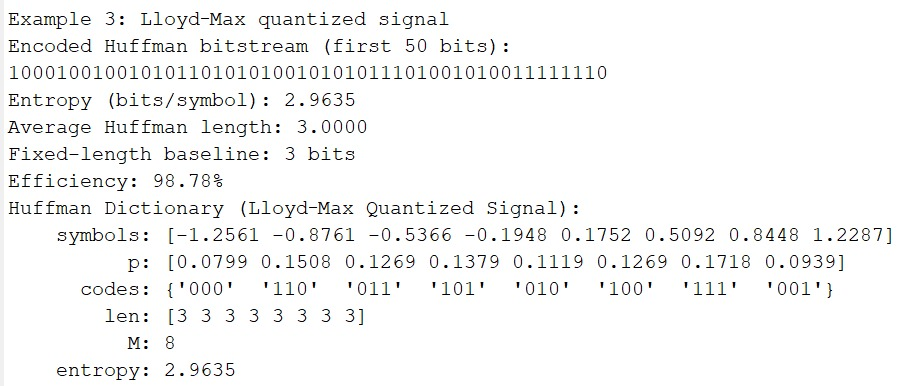 Example 3: Lloyd-Max quantized signal
Encoded Huffman bitstream (first 50 bits):
10001001001010110101010010101011101001010011111110
Entropy (bits/symbol): 2.9635
Average Huffman length: 3.0000
Fixed-length baseline: 3 bits
Efficiency: 98.78%
Huffman Dictionary (Lloyd-Max Quantized Signal):
symbols: [-1.2561 -0.8761 -0.5366 -0.1948 0.1752 0.5092 0.8448 1.2287]
p: [0.0799 0.1508 0.1269 0.1379 0.1119 0.1269 0.1718 0.0939]
codes: {'000' '110' '011' '101' '010' '100' '111' '001'}
len: [3 3 3 3 3 3 3 3]
M: 8
entropy: 2.9635